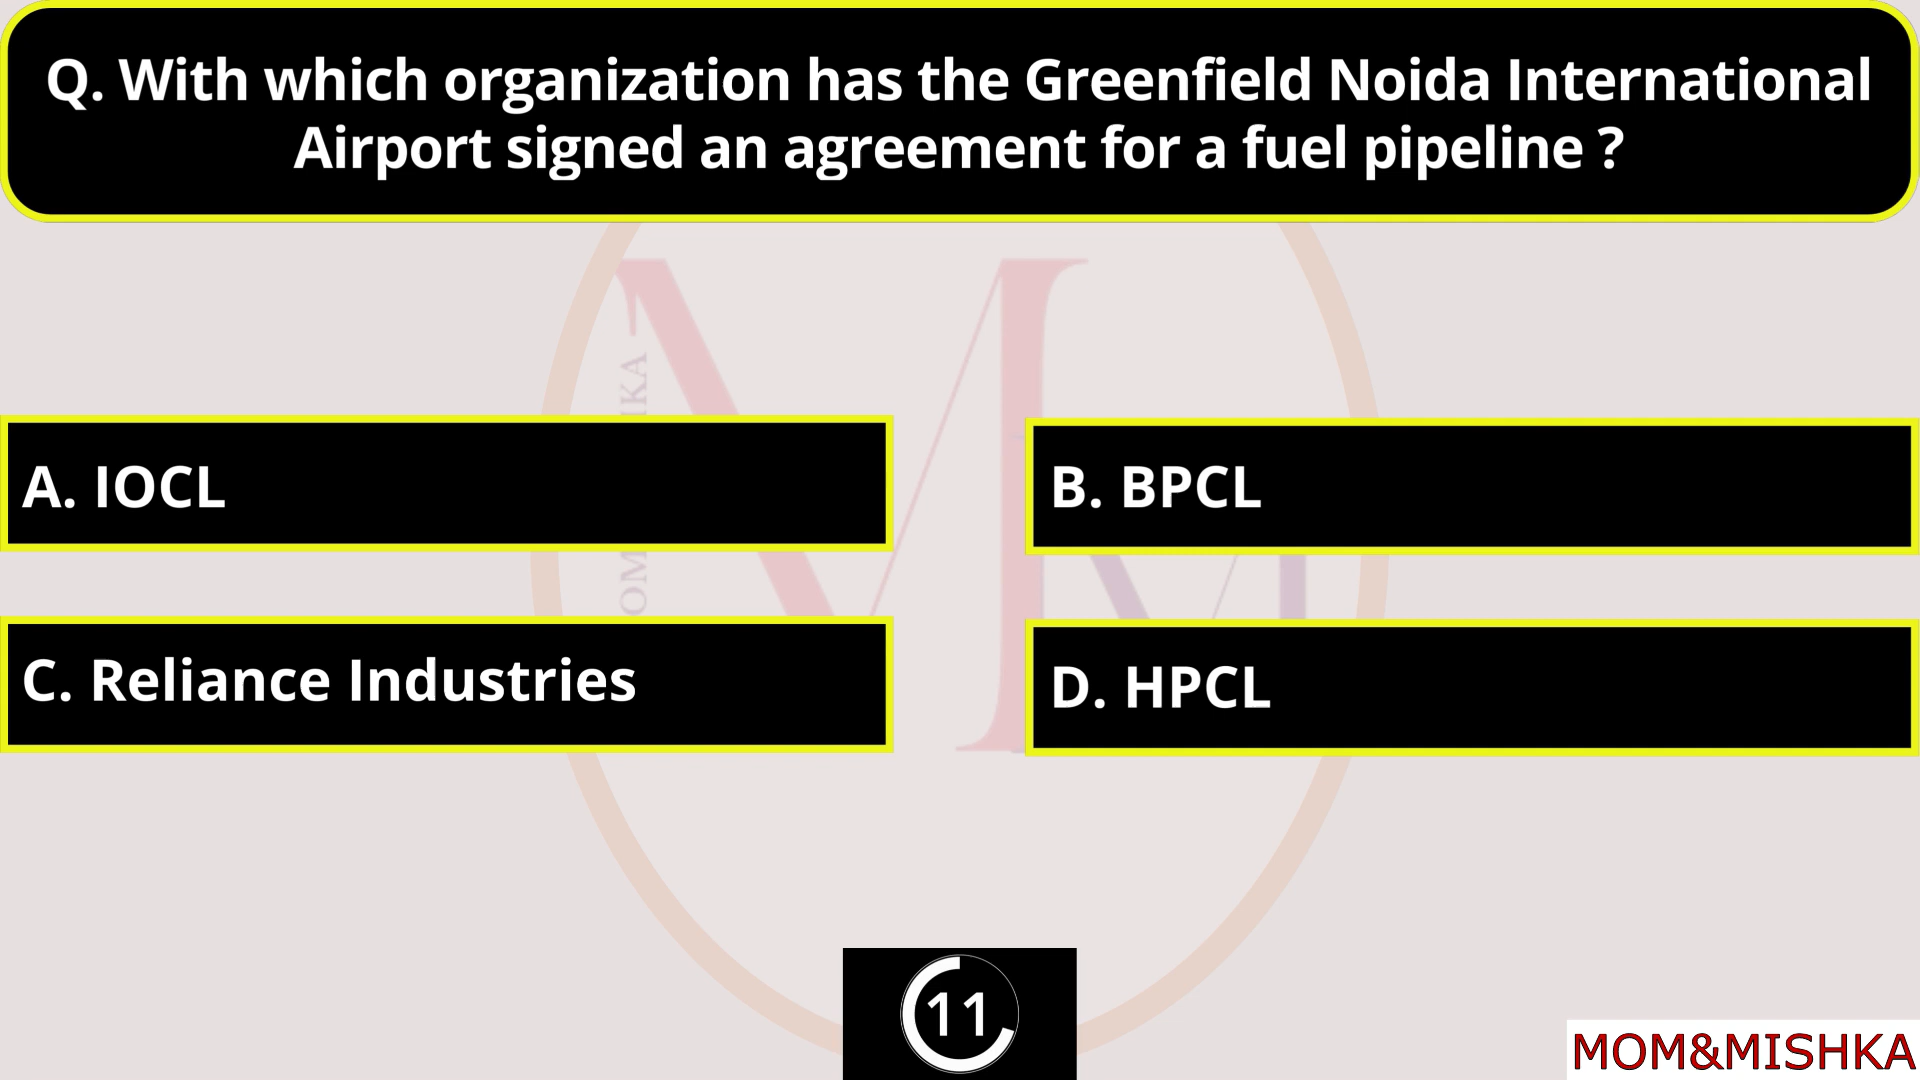 Q. With which organization has the Greenfield Noida International
Airport signed an agreement for a fuel pipeline ?
A. IOCL
B. BPCL
C. Reliance Industries
D. HPCL
11
MOM&MISHKA